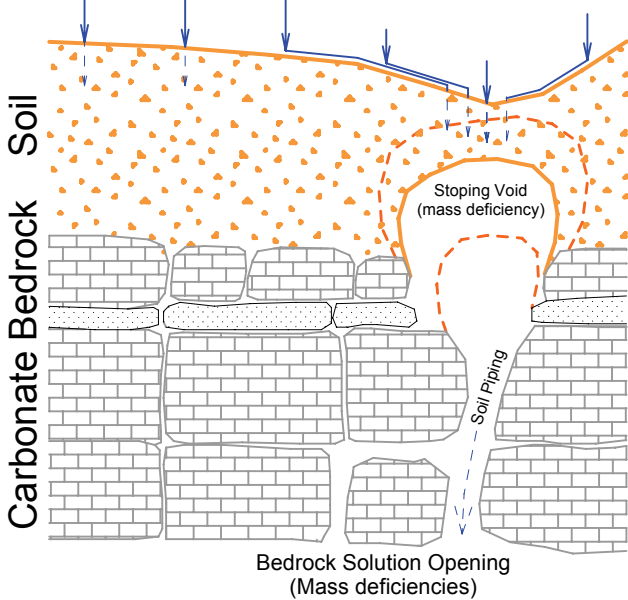 Soil
Stoping Void
(mass deficiency)
Carbonate Bedrock
Soil Piping
Bedrock Solution Opening
(Mass deficiencies)